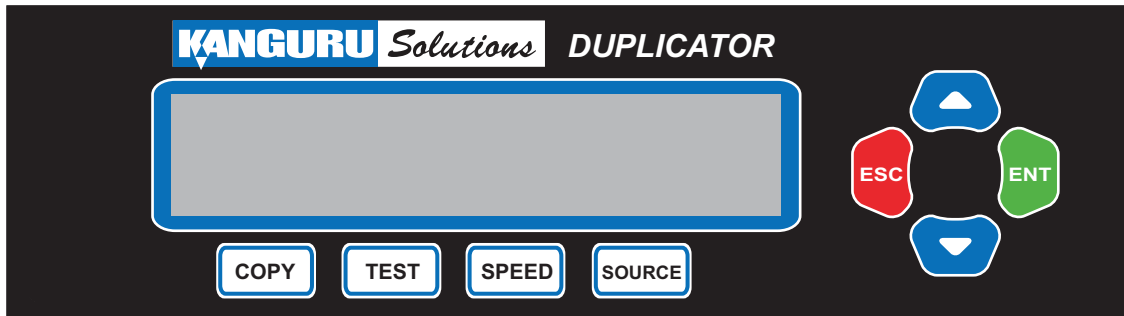 KANGURU Solutions DUPLICATOR
ESC ENT
COPY TEST SPEED SOURCE